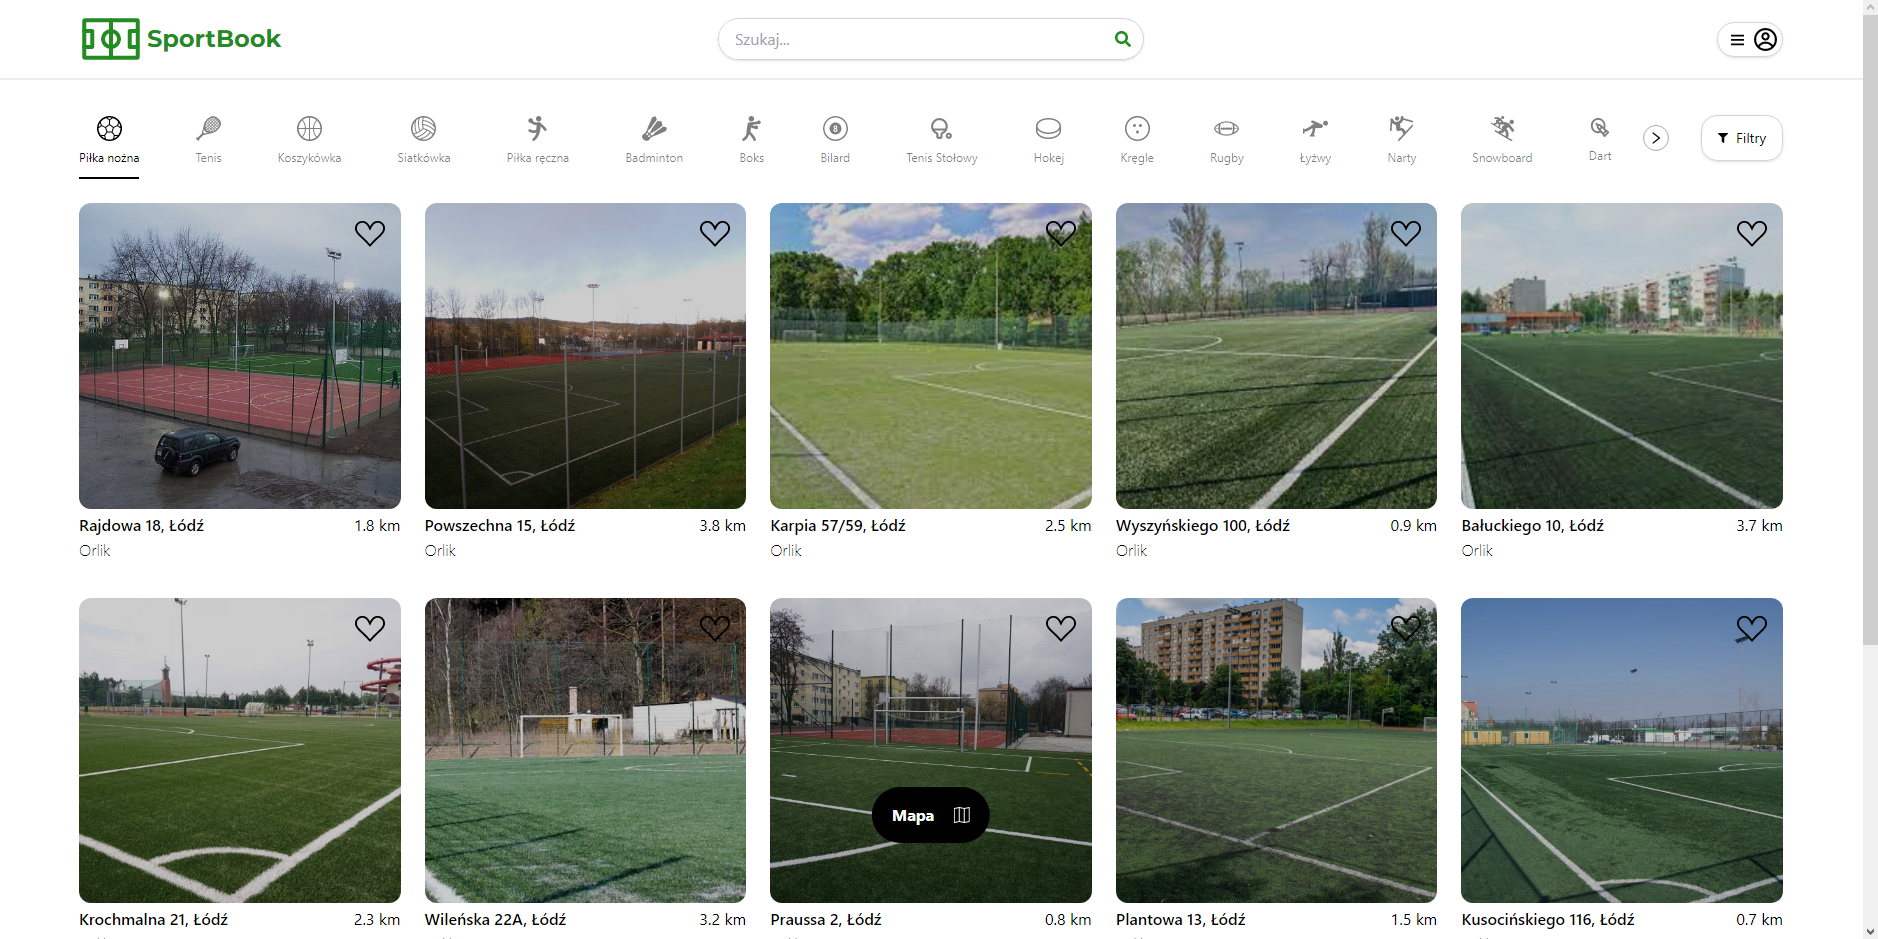 SportBook
Szukaj...
Piłka nożna
Tenis
Koszykówka
Siatkówka
Piłka ręczna
Badminton
Boks
Bilard
Tenis Stołowy
Hokej
Kręgle
Rugby
Łyżwy
Narty
Snowboard
Dart
Filtry
Rajdowa 18, Łódź 1.8 km
Orlik
Powszechna 15, Łódź 3.8 km
Orlik
Karpia 57/59, Łódź 2.5 km
Orlik
Wyszyńskiego 100, Łódź 0.9 km
Orlik
Bałuckiego 10, Łódź 3.7 km
Orlik
Mapa
Krochmalna 21, Łódź 2.3 km
Wileńska 22A, Łódź 3.2 km
Praussa 2, Łódź 0.8 km
Plantowa 13, Łódź 1.5 km
Kusocińskiego 116, Łódź 0.7 km